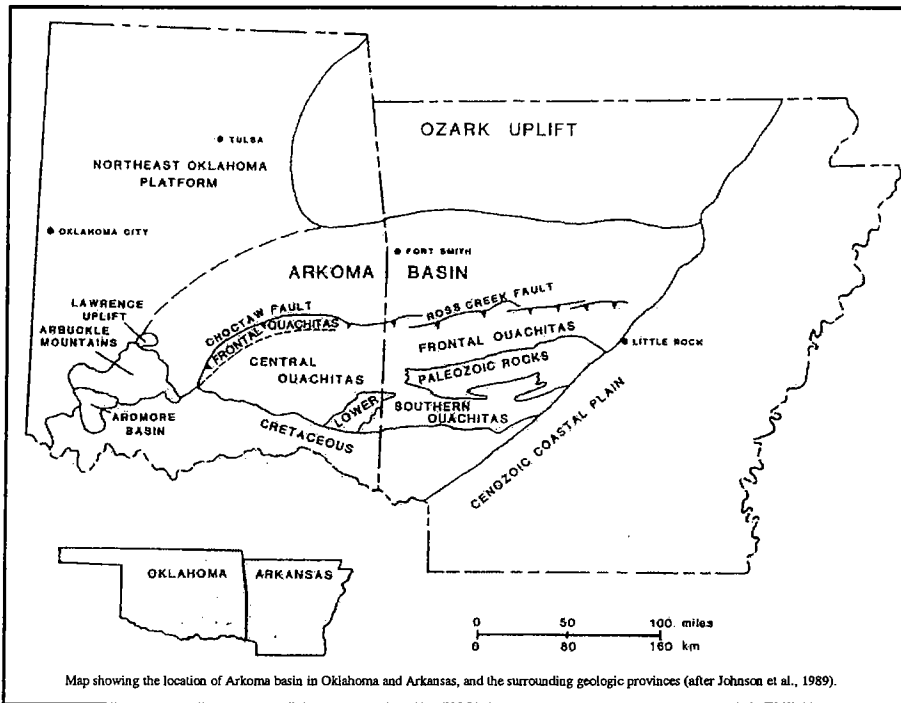 OZARK UPLIFT
TULSA
NORTHEAST OKLAHOMA
PLATFORM
OKLAHOMA CITY
FORT SMITH
ARKOMA BASIN
LAWRENCE
UPLIFT
ARBUCKLE
MOUNTAINS
CHOCTAW FAULT
ROSS CREEK FAULT
FRONTAL OUACHITAS
FRONTAL OUACHITAS
LITTLE ROCK
CENTRAL
OUACHITAS
PALEOZOIC ROCKS
LOWER
SOUTHERN
OUACHITAS
ARDMORE
BASIN
CRETACEOUS
CENOZOIC COASTAL PLAIN
OKLAHOMA ARKANSAS
0 50 100. miles
0 80 160 km
Map showing the location of Arkoma basin in Oklahoma and Arkansas, and the surrounding geologic provinces (after Johnson et al., 1989).